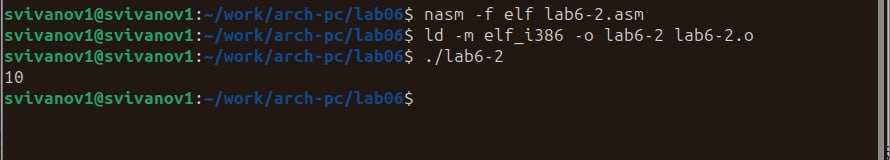 svivanov1@svivanov1:~/work/arch-pc/lab06$ nasm -f elf lab6-2.asm
svivanov1@svivanov1:~/work/arch-pc/lab06$ ld -m elf_i386 -o lab6-2 lab6-2.o
svivanov1@svivanov1:~/work/arch-pc/lab06$ ./lab6-2
10
svivanov1@svivanov1:~/work/arch-pc/lab06$